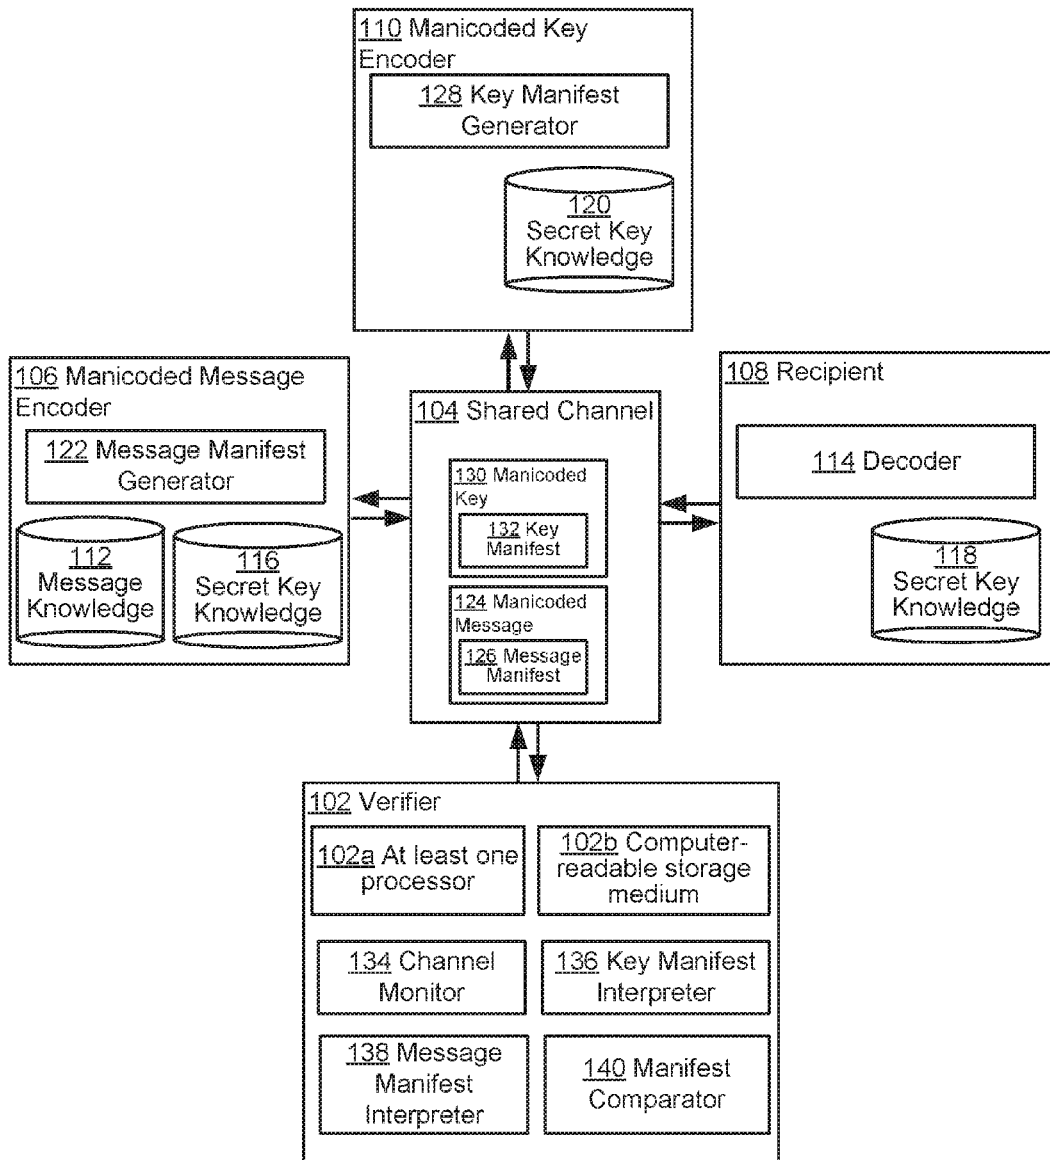 110 Manicoded Key
Encoder
128 Key Manifest
Generator
120
Secret Key
Knowledge
106 Manicoded Message
Encoder
122 Message Manifest
Generator
112
Message
Knowledge
116
Secret Key
Knowledge
104 Shared Channel
130 Manicoded
Key
132 Key
Manifest
124 Manicoded
Message
126 Message
Manifest
108 Recipient
114 Decoder
118
Secret Key
Knowledge
102 Verifier
102a At least one
processor
102b Computer-
readable storage
medium
134 Channel
Monitor
136 Key Manifest
Interpreter
138 Message
Manifest
Interpreter
140 Manifest
Comparator